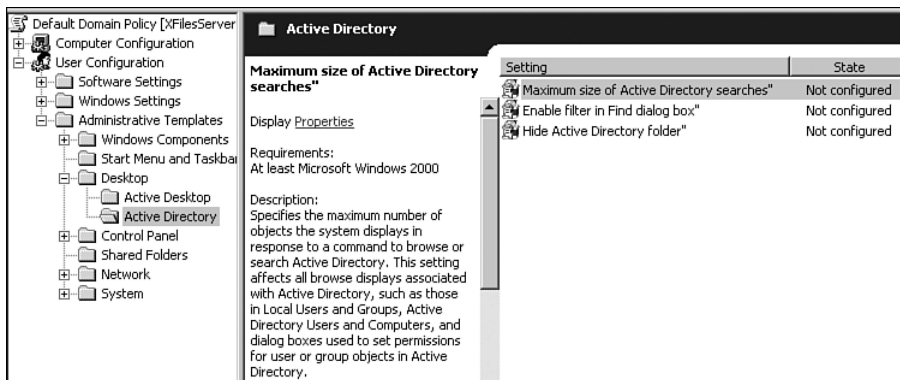 Default Domain Policy [XFilesServer
Computer Configuration
User Configuration
Software Settings
Windows Settings
Administrative Templates
Windows Components
Start Menu and Taskbar
Desktop
Active Desktop
Active Directory
Control Panel
Shared Folders
Network
System
Active Directory
Maximum size of Active Directory
searches"
Display Properties
Requirements:
At least Microsoft Windows 2000
Description:
Specifies the maximum number of
objects the system displays in
response to a command to browse or
search Active Directory. This setting
affects all browse displays associated
with Active Directory, such as those
in Local Users and Groups, Active
Directory Users and Computers, and
dialog boxes used to set permissions
for user or group objects in Active
Directory.
Setting State
Maximum size of Active Directory searches" Not configured
Enable filter in Find dialog box" Not configured
Hide Active Directory folder" Not configured